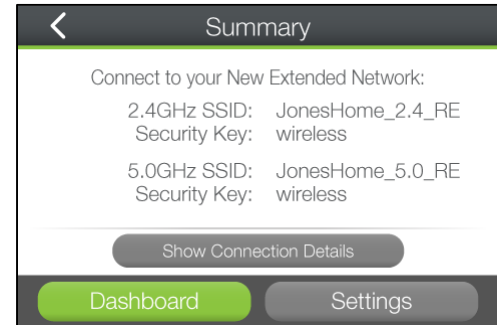 Summary
Connect to your New Extended Network:
2.4GHz SSID: JonesHome_2.4_RE
Security Key: wireless
5.0GHz SSID: JonesHome_5.0_RE
Security Key: wireless
Show Connection Details
Dashboard Settings